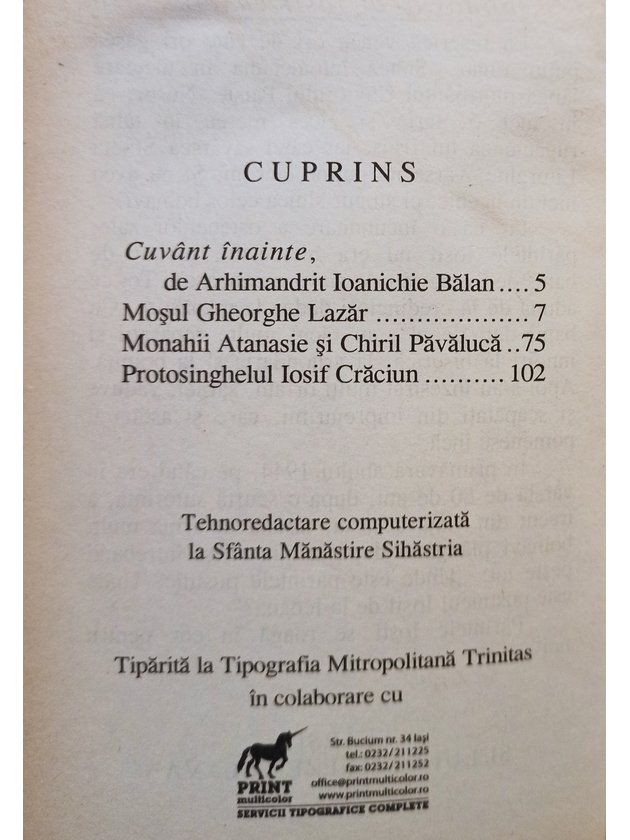 CUPRINS
Cuvânt înainte,
de Arhimandrit Ioanichie Bălan .... 5
Moşul Gheorghe Lazăr .................. 7
Monahii Atanasie şi Chiril Păvălucă ..75
Protosinghelul Iosif Crăciun .......... 102
Tehnoredactare computerizată
la Sfânta Mănăstire Sihăstria
Tipărită la Tipografia Mitropolitană Trinitas
în colaborare cu
Str. Bucium nr. 34 Iaşi
tel.: 0232/211225
fax: 0232/211252
office@printmulticolor.ro
www.printmulticolor.ro
PRINT
multicolor
SERVICII TIPOGRAFICE COMPLETE